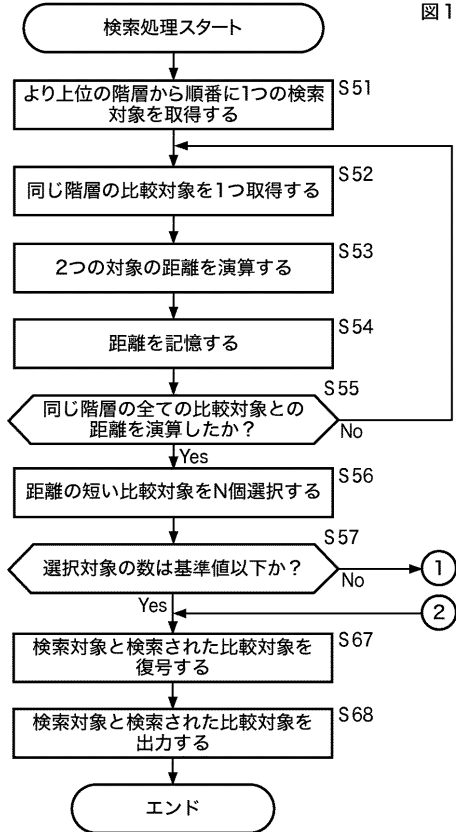 図1
検索処理スタート
S51
より上位の階層から順番に1つの検索
対象を取得する
S52
同じ階層の比較対象を1つ取得する
S53
2つの対象の距離を演算する
S54
距離を記憶する
S55
同じ階層の全ての比較対象との
距離を演算したか？
No
Yes
S56
距離の短い比較対象をN個選択する
S57
選択対象の数は基準値以下か？
1
No
Yes
2
S67
検索対象と検索された比較対象を
復号する
S68
検索対象と検索された比較対象を
出力する
エンド